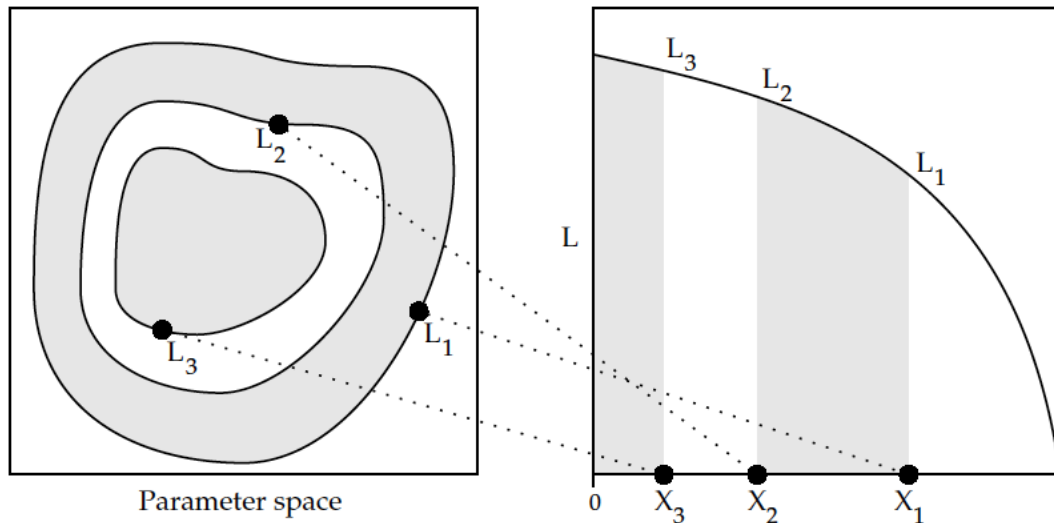 L₂
L₃
L₁
Parameter space
L₃
L₂
L₁
L
0
X₃
X₂
X₁